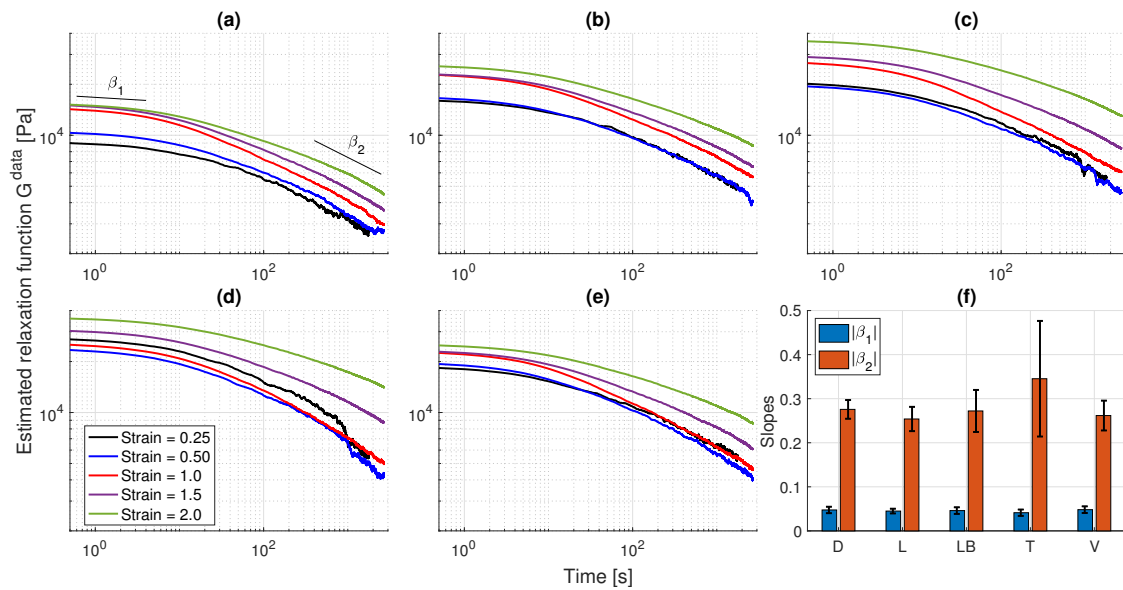 (a)
(b)
(c)
β1
β2
10^4
10^4
10^4
10^0
10^2
10^0
10^2
10^0
10^2
Estimated relaxation function G^data [Pa]
(d)
(e)
(f)
10^4
10^4
Strain = 0.25
Strain = 0.50
Strain = 1.0
Strain = 1.5
Strain = 2.0
10^0
10^2
10^0
10^2
Time [s]
|β1|
|β2|
Slopes
0.5
0.4
0.3
0.2
0.1
0
D
L
LB
T
V